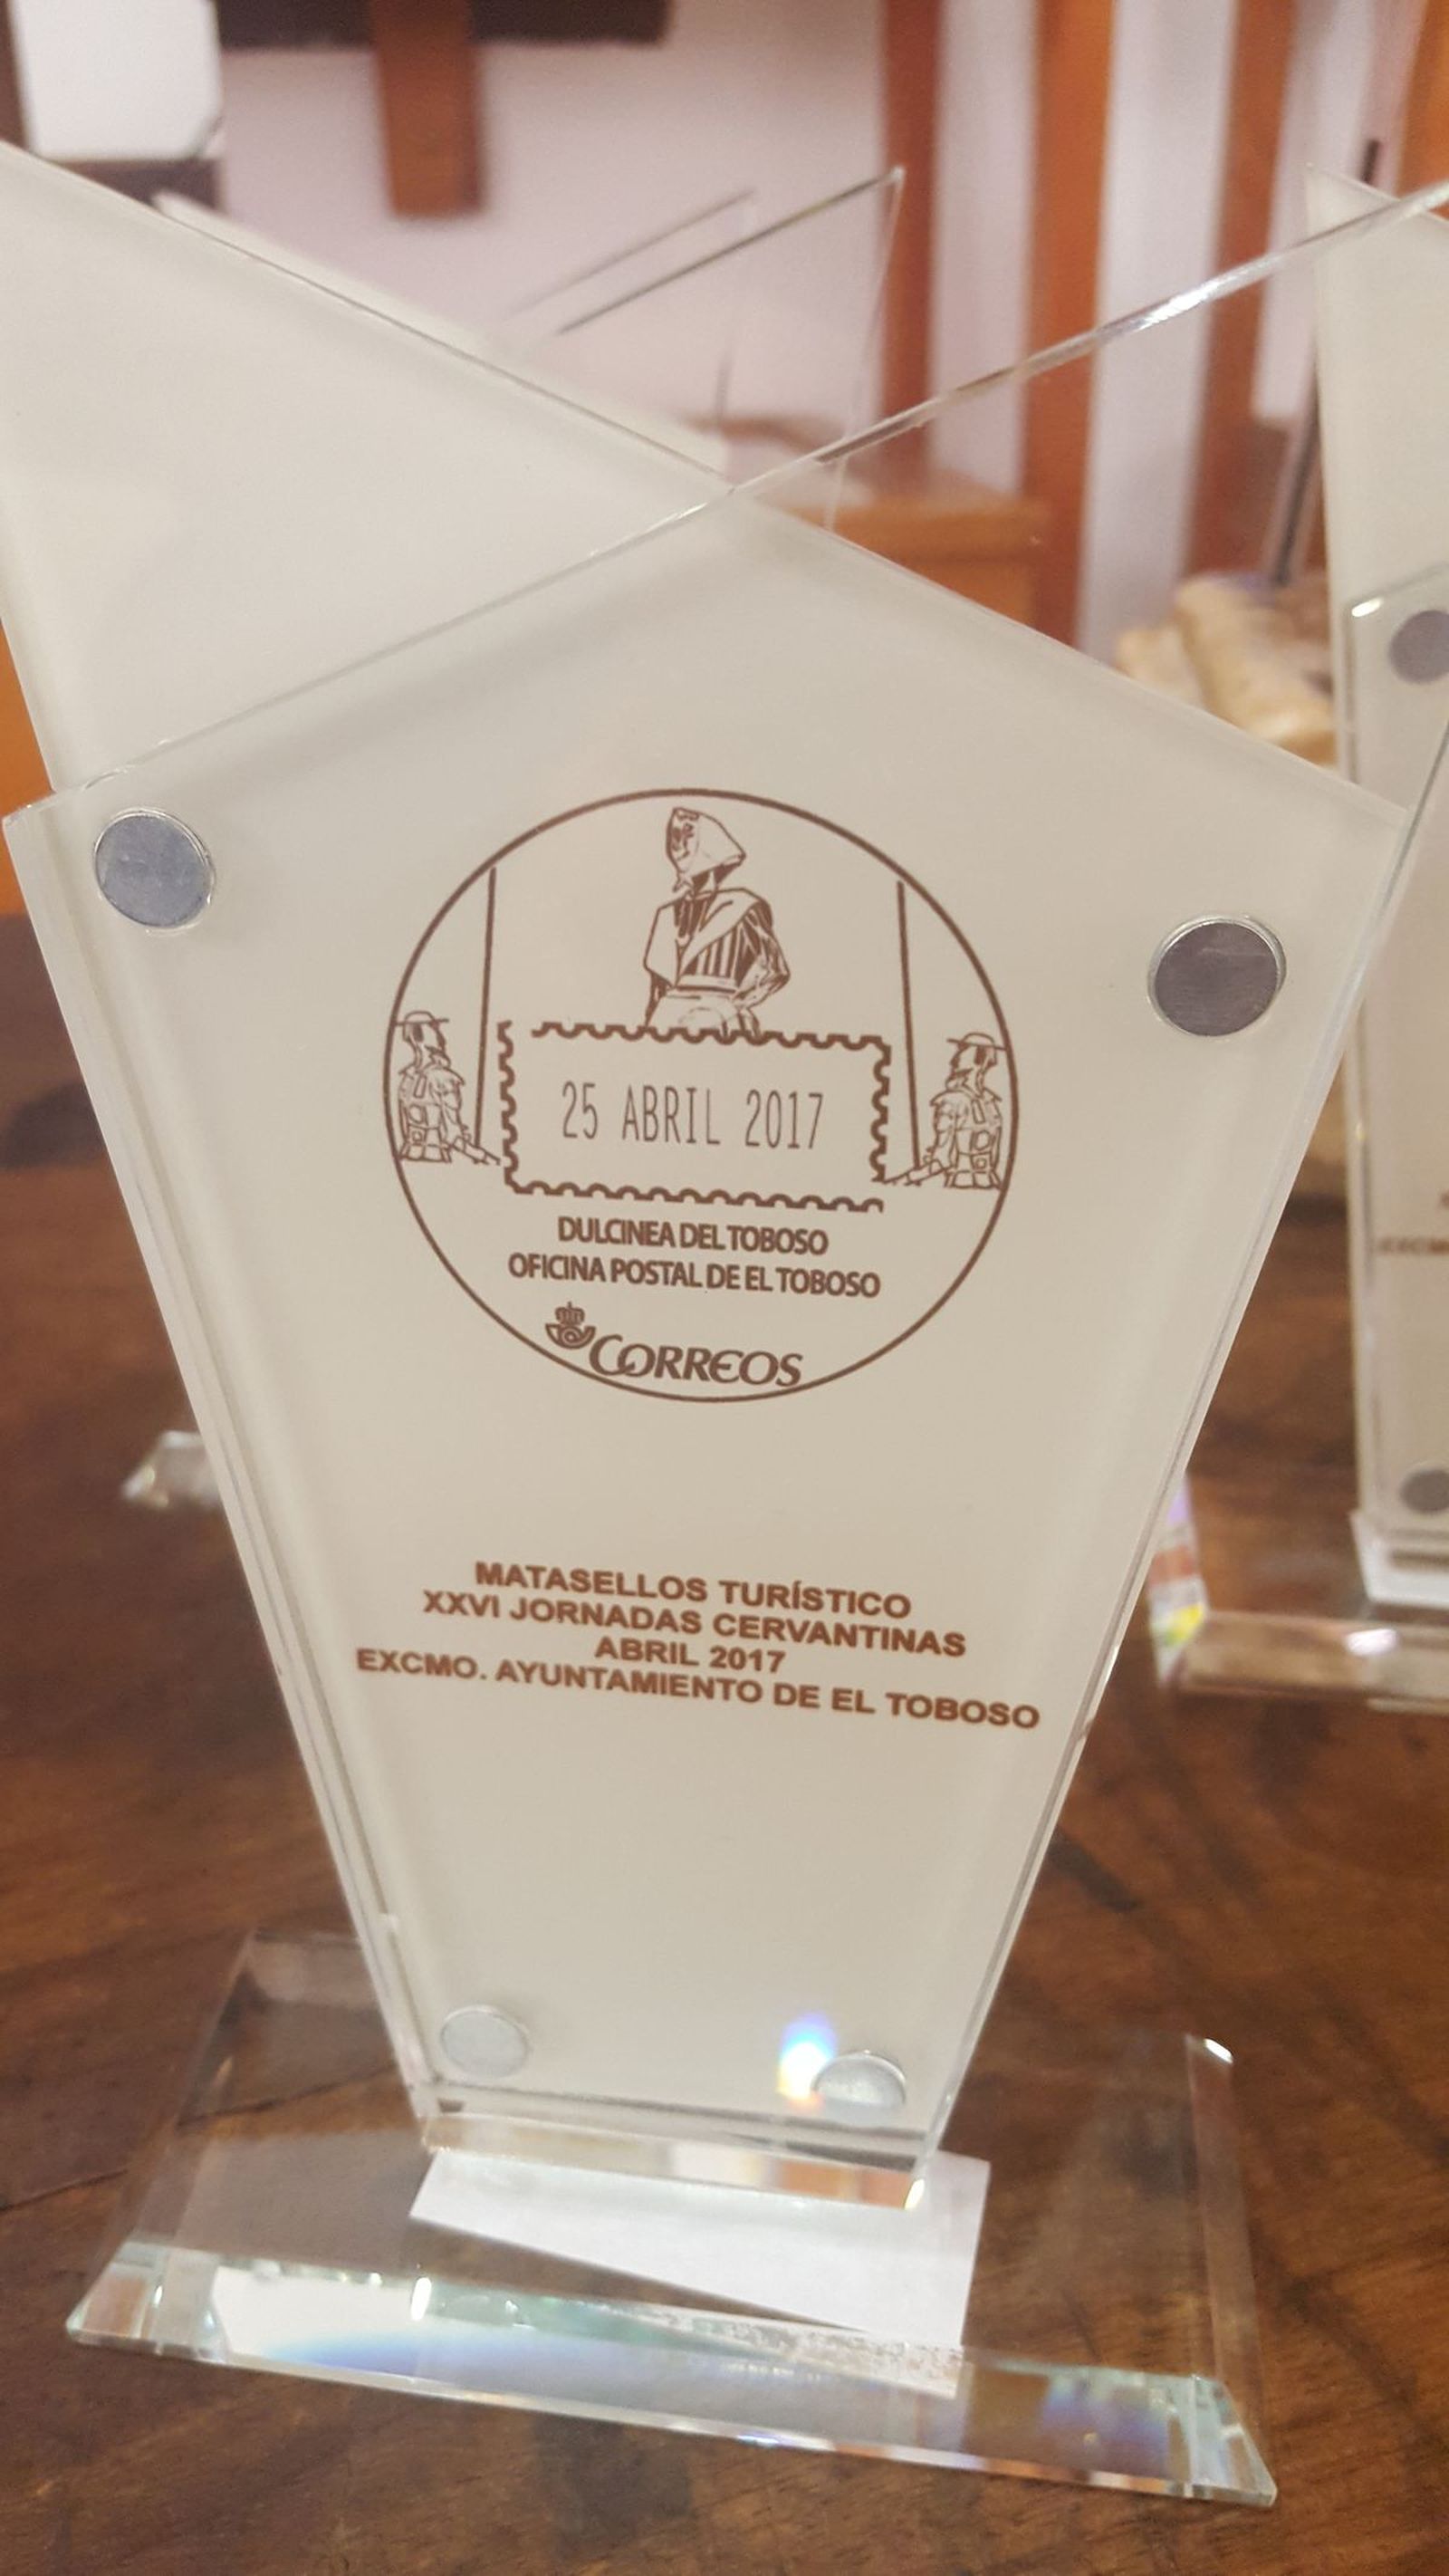 25 ABRIL 2017
DULCINEA DEL TOBOSO
OFICINA POSTAL DE EL TOBOSO
CORREOS
MATASELLOS TURÍSTICO
XXVI JORNADAS CERVANTINAS
ABRIL 2017
EXCMO. AYUNTAMIENTO DE EL TOBOSO